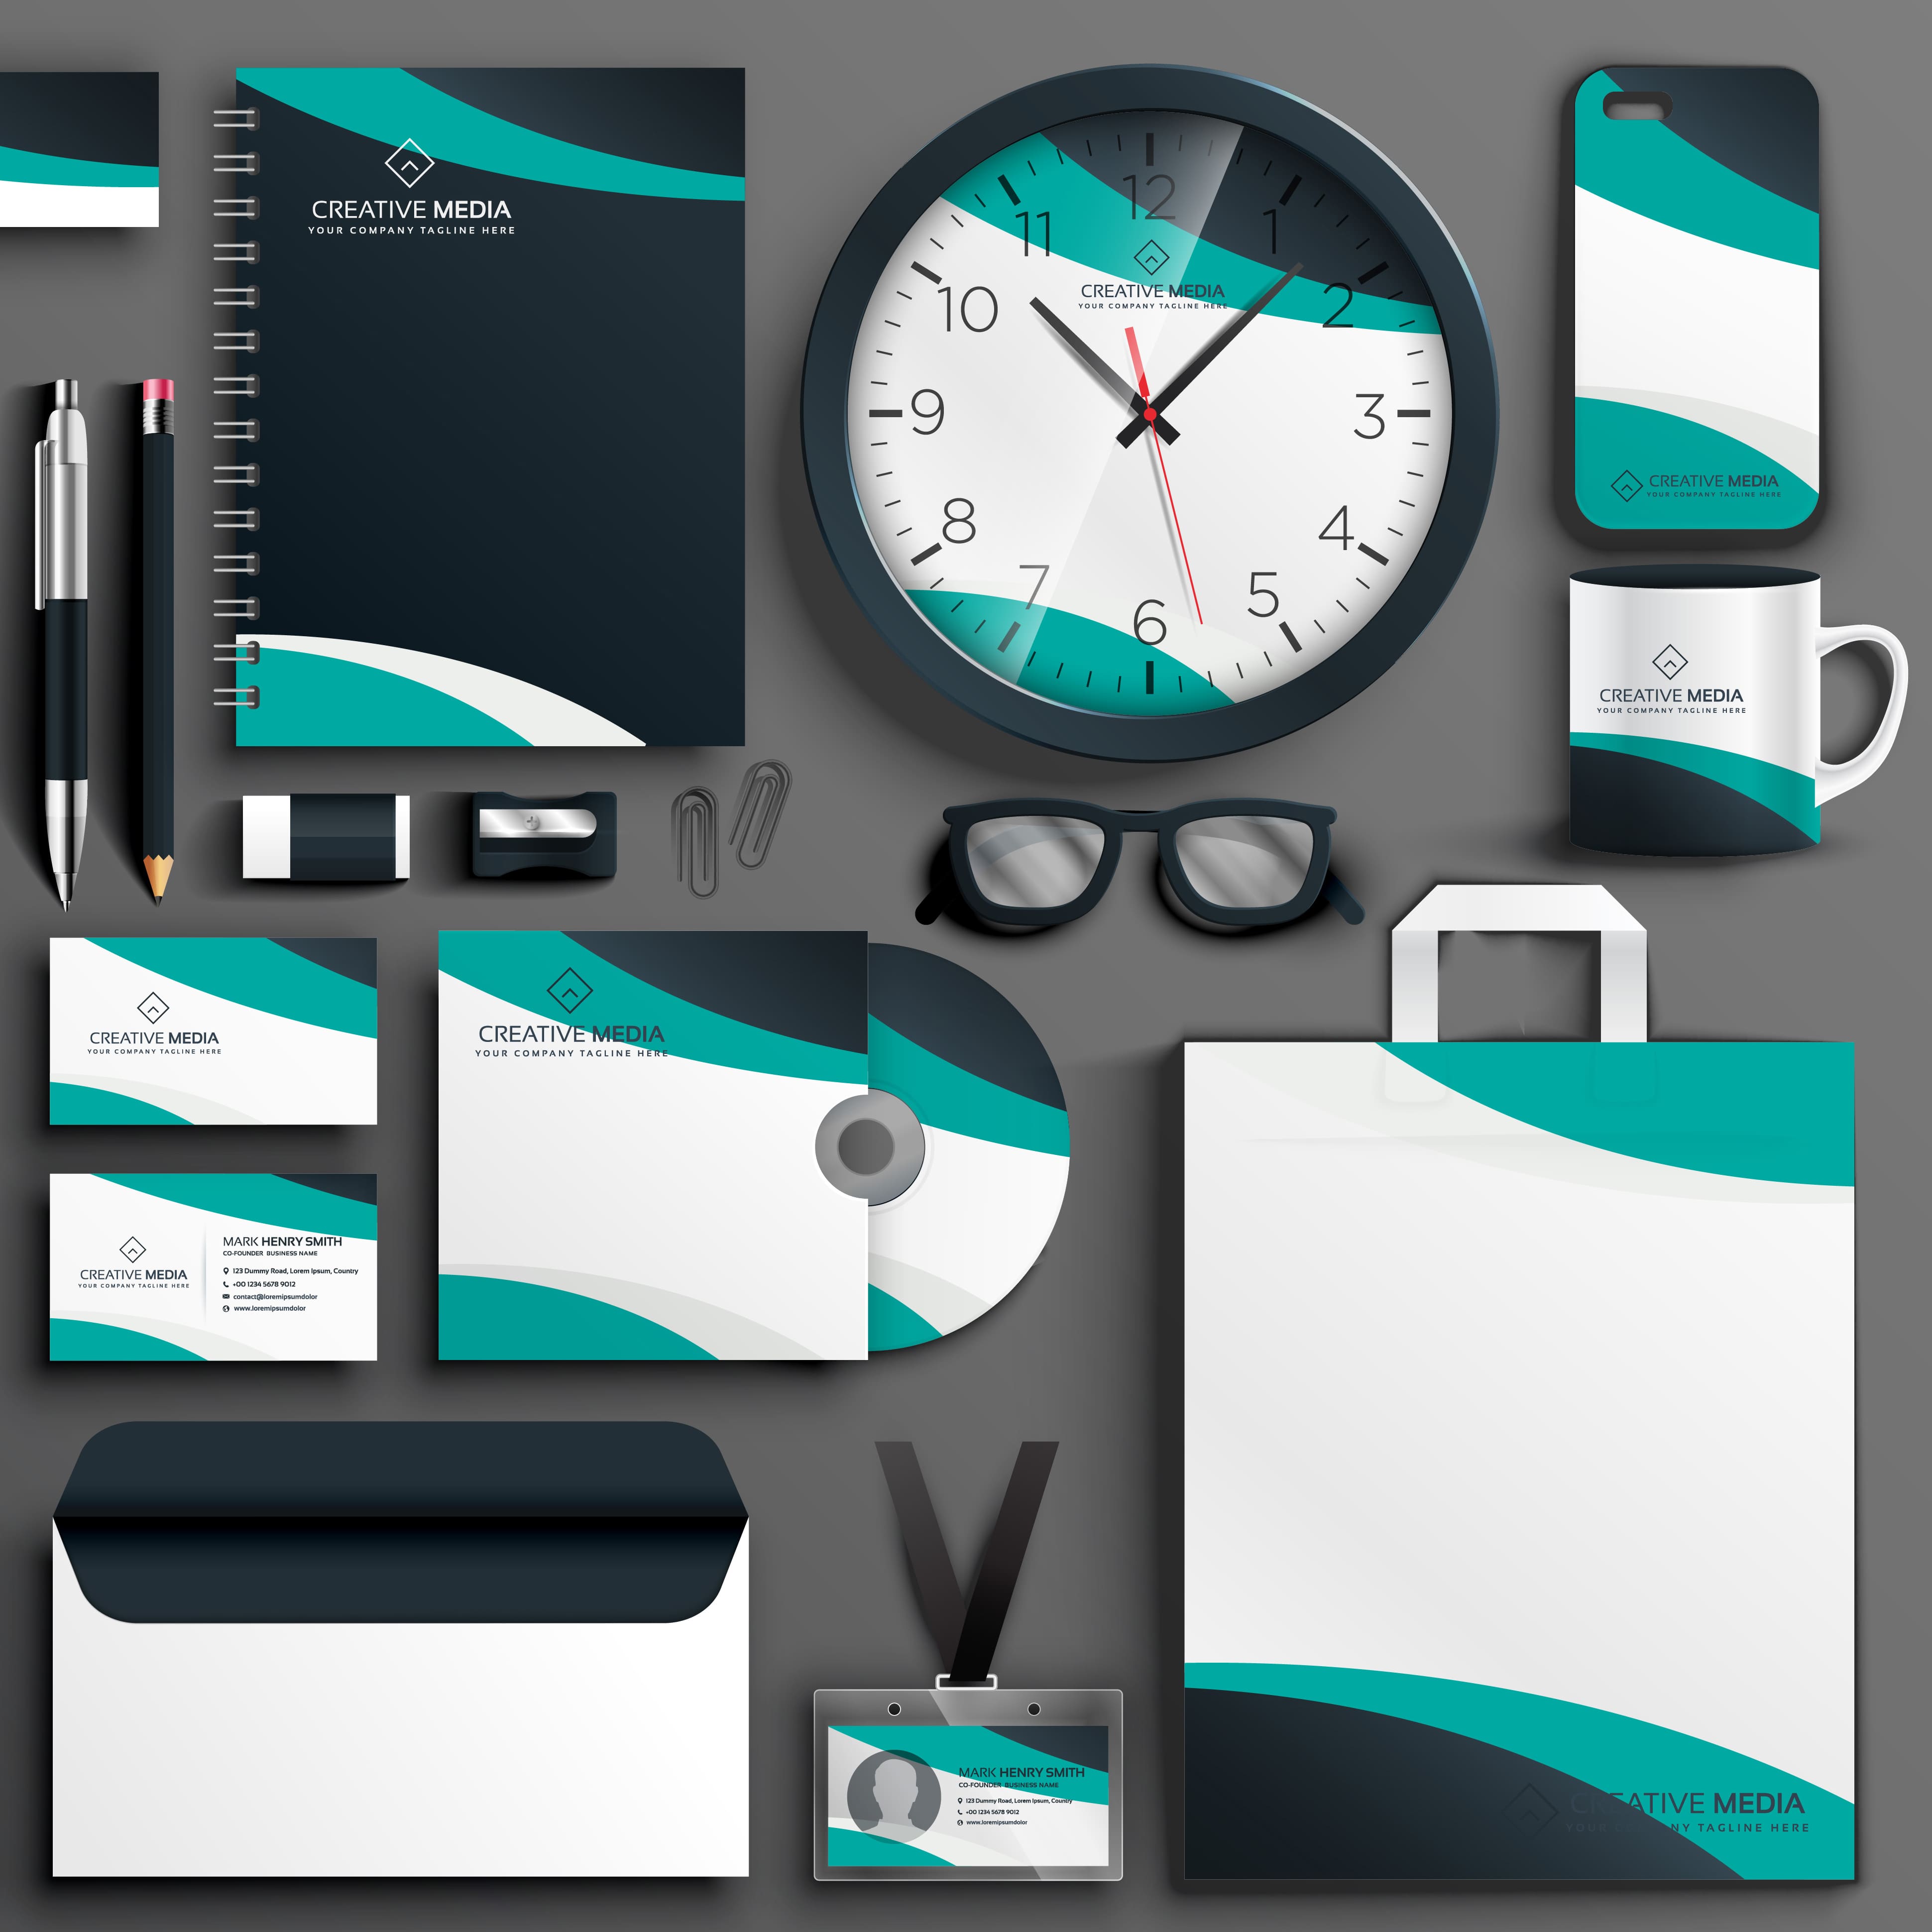 CREATIVE MEDIA
YOUR COMPANY TAGLINE HERE
12
1
2
3
4
5
6
7
8
9
10
11
CREATIVE MEDIA
YOUR COMPANY TAGLINE HERE
CREATIVE MEDIA
YOUR COMPANY TAGLINE HERE
CREATIVE MEDIA
YOUR COMPANY TAGLINE HERE
CREATIVE MEDIA
YOUR COMPANY TAGLINE HERE
CREATIVE MEDIA
YOUR COMPANY TAGLINE HERE
CREATIVE MEDIA
YOUR COMPANY TAGLINE HERE
MARK HENRY SMITH
CO-FOUNDER BUSINESS NAME
123 Dummy Road, Lorem Ipsum, Country
+00 1234 5678 9012
contact@loremipsumdolor
www.loremipsumdolor
MARK HENRY SMITH
CO-FOUNDER BUSINESS NAME
123 Dummy Road, Lorem Ipsum, Country
+00 1234 5678 9012
www.loremipsumdolor
CREATIVE MEDIA
YOUR COMPANY TAGLINE HERE